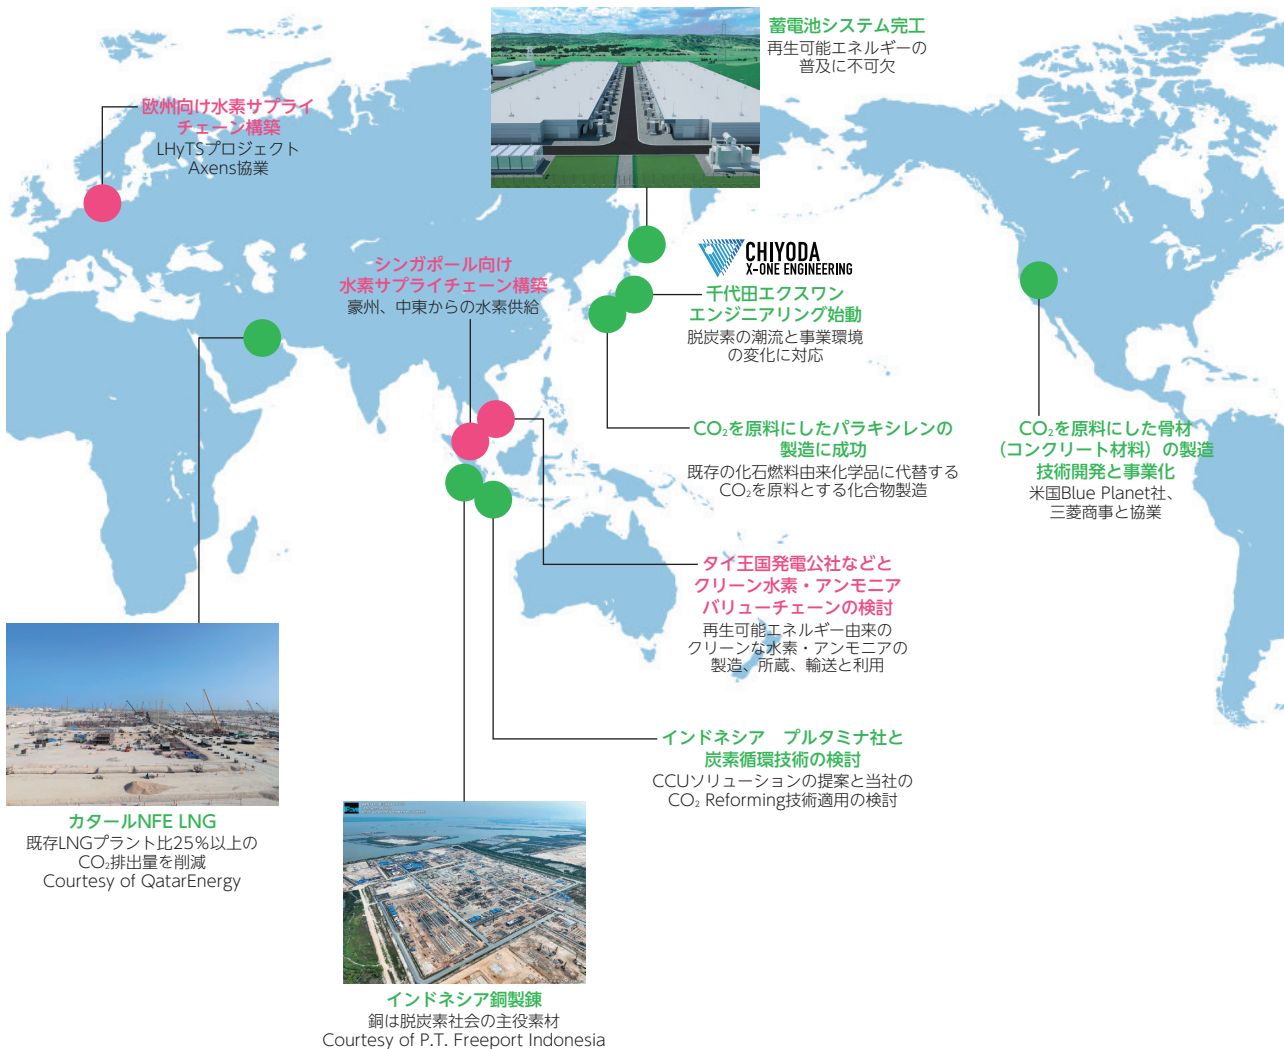 蓄電池システム完工
再生可能エネルギーの
普及に不可欠
欧州向け水素サプライ
チェーン構築
LHyTSプロジェクト
Axens協業
シンガポール向け
水素サプライチェーン構築
豪州、中東からの水素供給
CHIYODA
X-ONE ENGINEERING
千代田エクスワン
エンジニアリング始動
脱炭素の潮流と事業環境
の変化に対応
CO₂を原料にしたパラキシレンの
製造に成功
既存の化石燃料由来化学品に代替する
CO₂を原料とする化合物製造
CO₂を原料にした骨材
（コンクリート材料）の製造
技術開発と事業化
米国Blue Planet社、
三菱商事と協業
タイ王国発電公社などと
クリーン水素・アンモニア
バリューチェーンの検討
再生可能エネルギー由来の
クリーンな水素・アンモニアの
製造、所蔵、輸送と利用
インドネシア　プルタミナ社と
炭素循環技術の検討
CCUソリューションの提案と当社の
CO₂ Reforming技術適用の検討
カタールNFE LNG
既存LNGプラント比25%以上の
CO₂排出量を削減
Courtesy of QatarEnergy
インドネシア銅製錬
銅は脱炭素社会の主役素材
Courtesy of P.T. Freeport Indonesia